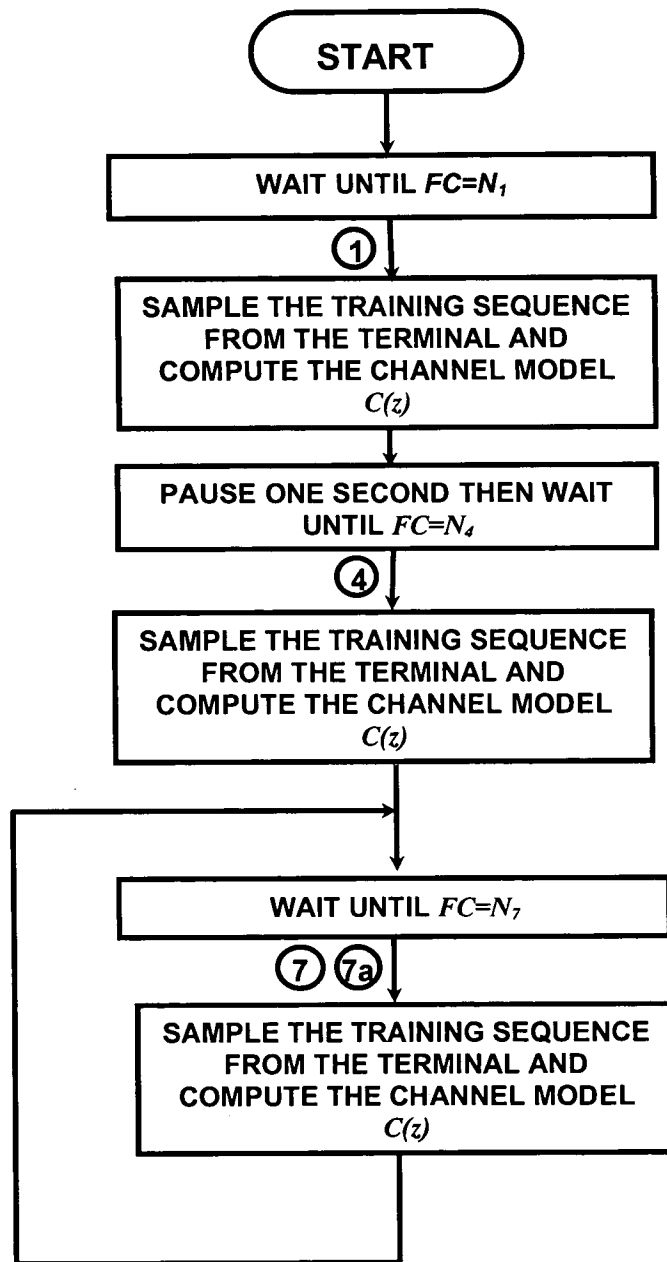 START
WAIT UNTIL FC=N₁
1
SAMPLE THE TRAINING SEQUENCE
FROM THE TERMINAL AND
COMPUTE THE CHANNEL MODEL
C(z)
PAUSE ONE SECOND THEN WAIT
UNTIL FC=N₄
4
SAMPLE THE TRAINING SEQUENCE
FROM THE TERMINAL AND
COMPUTE THE CHANNEL MODEL
C(z)
WAIT UNTIL FC=N₇
7 7a
SAMPLE THE TRAINING SEQUENCE
FROM THE TERMINAL AND
COMPUTE THE CHANNEL MODEL
C(z)